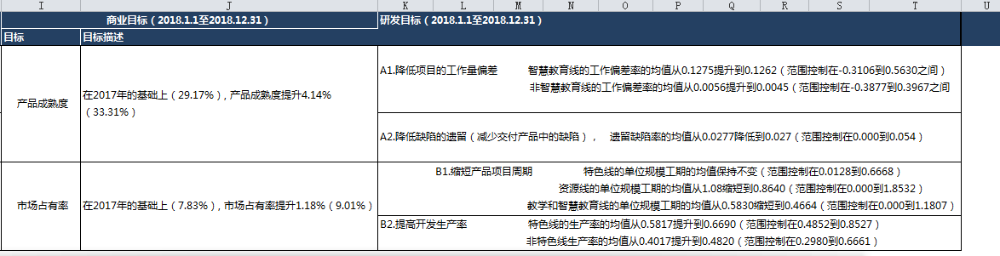 I J K L M N O P Q R S T U
商业目标（2018.1.1至2018.12.31） 研发目标（2018.1.1至2018.12.31）
目标 目标描述
产品成熟度
在2017年的基础上（29.17%），产品成熟度提升4.14%
（33.31%）
A1.降低项目的工作量偏差 智慧教育线的工作偏差率的均值从0.1275提升到0.1262（范围控制在-0.3106到0.5630之间）
非智慧教育线的工作偏差率的均值从0.0056提升到0.0045（范围控制在-0.3877到0.3967之间
A2.降低缺陷的遗留（减少交付产品中的缺陷）， 遗留缺陷率的均值从0.0277降低到0.027（范围控制在0.000到0.054）
市场占有率
在2017年的基础上（7.83%），市场占有率提升1.18%（9.01%）
B1.缩短产品项目周期 特色线的单位规模工期的均值保持不变（范围控制在0.0128到0.6668）
资源线的单位规模工期的均值从1.08缩短到0.8640（范围控制在0.000到1.8532）
教学和智慧教育线的单位规模工期的均值从0.5830缩短到0.4664（范围控制在0.000到1.1807）
B2.提高开发生产率 特色线的生产率的均值从0.5817提升到0.6690（范围控制在0.4852到0.8527）
非特色线生产率的均值从0.4017提升到0.4820（范围控制在0.2980到0.6661）